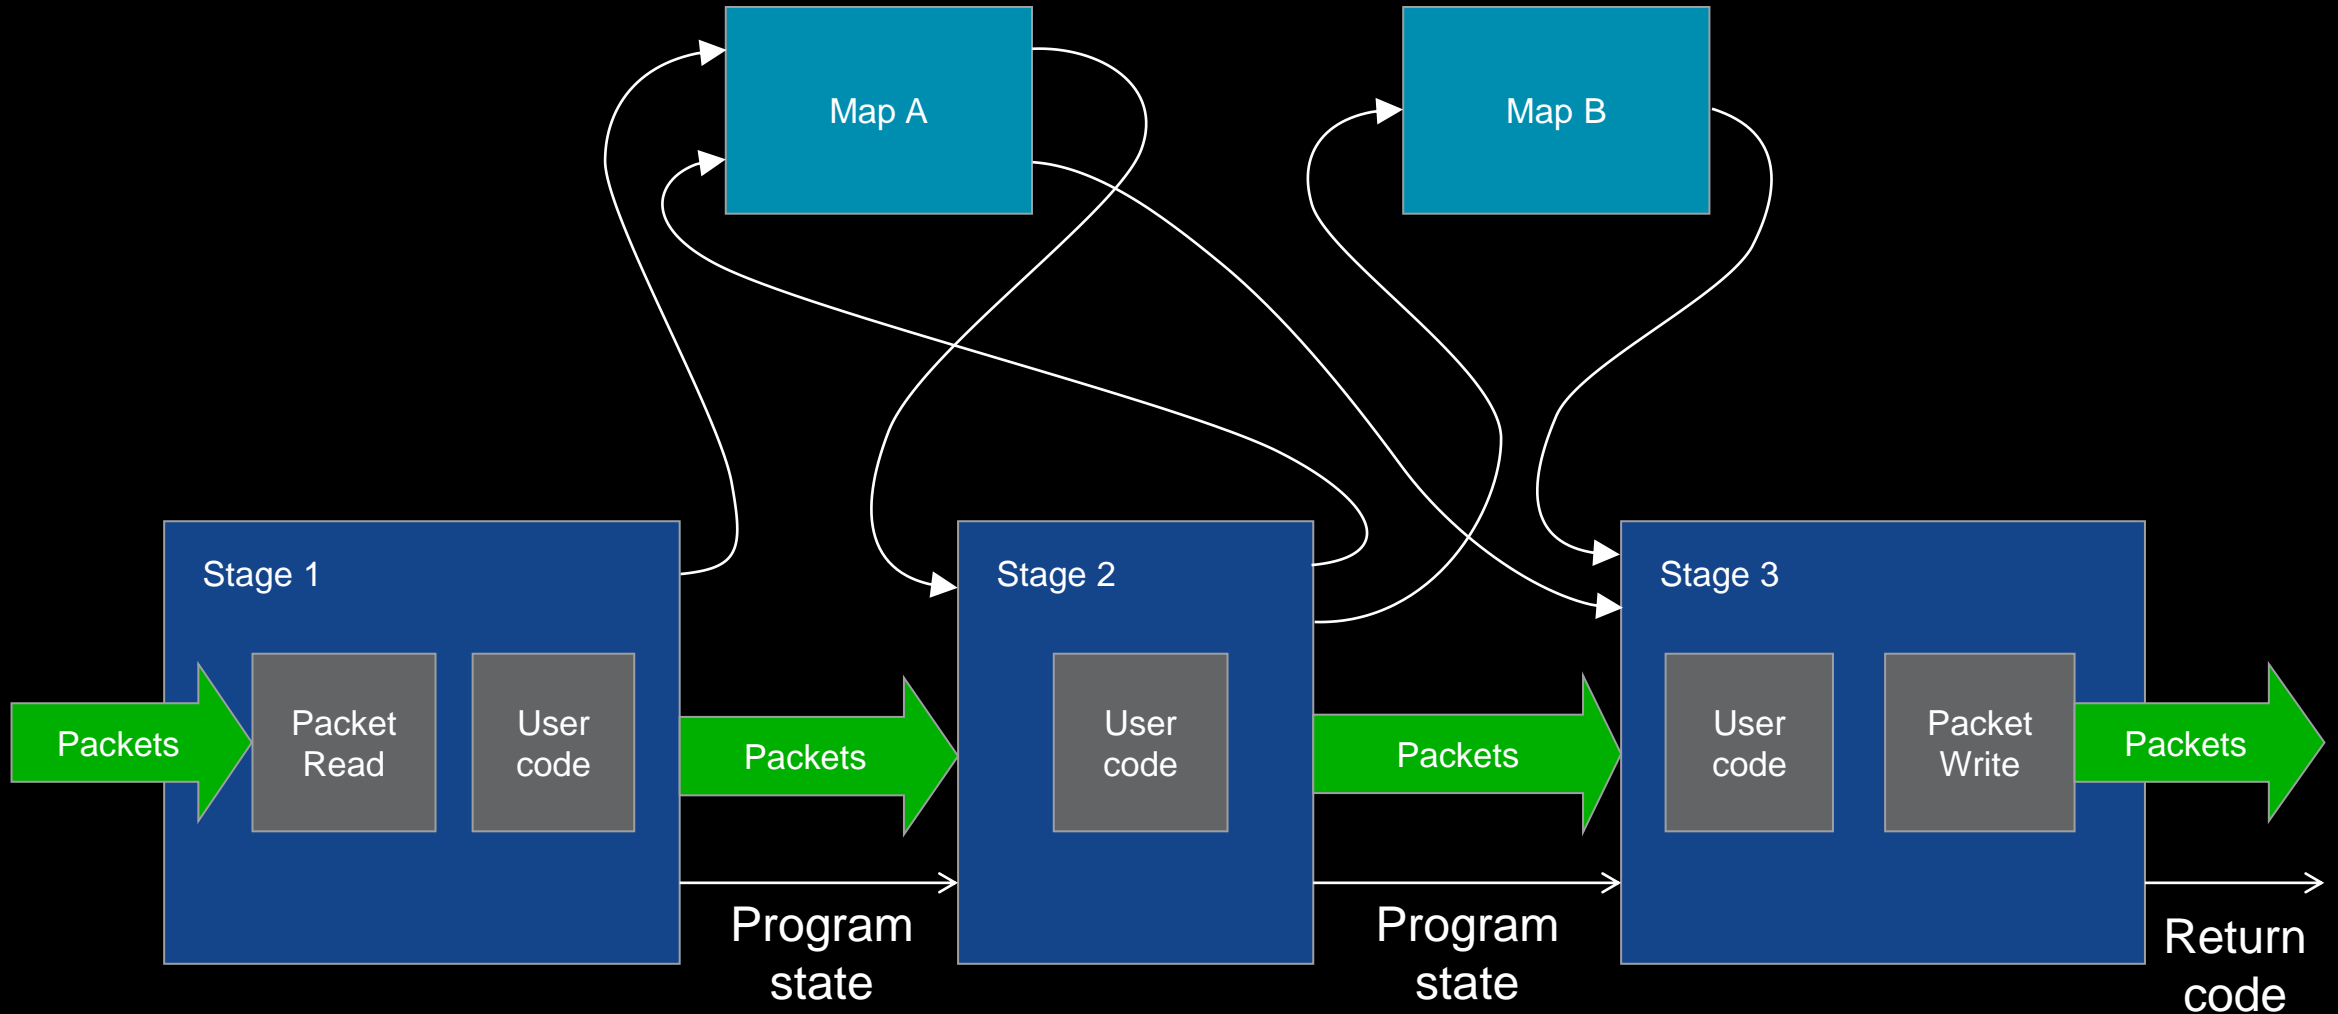 Map A
Map B
Stage 1
Stage 2
Stage 3
Packets
Packet
Read
User
code
Packets
User
code
Packets
User
code
Packet
Write
Packets
Program
state
Program
state
Return
code